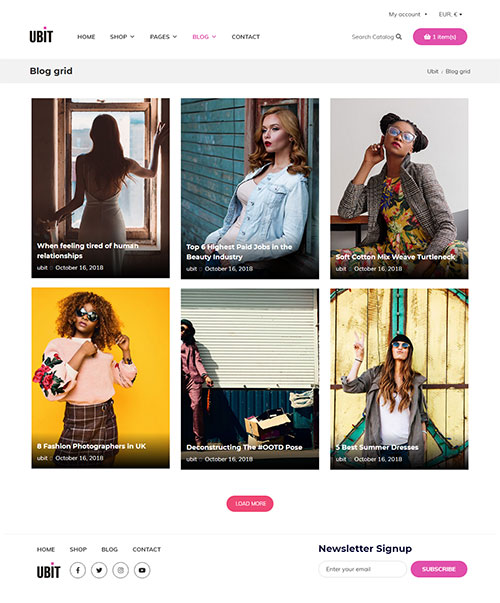 My account
EUR, €
UBIT
HOME
SHOP
PAGES
BLOG
CONTACT
Search Catalog
1 item(s)
Blog grid
Ubit / Blog grid
When feeling tired of human
relationships
ubit :: October 16, 2018
Top 6 Highest Paid Jobs in the
Beauty Industry
ubit :: October 16, 2018
Soft Cotton Mix Weave Turtleneck
ubit :: October 16, 2018
8 Fashion Photographers in UK
ubit :: October 16, 2018
Deconstructing The #OOTD Pose
ubit :: October 16, 2018
5 Best Summer Dresses
ubit :: October 16, 2018
LOAD MORE
HOME
SHOP
BLOG
CONTACT
UBIT
Newsletter Signup
Enter your email
SUBSCRIBE